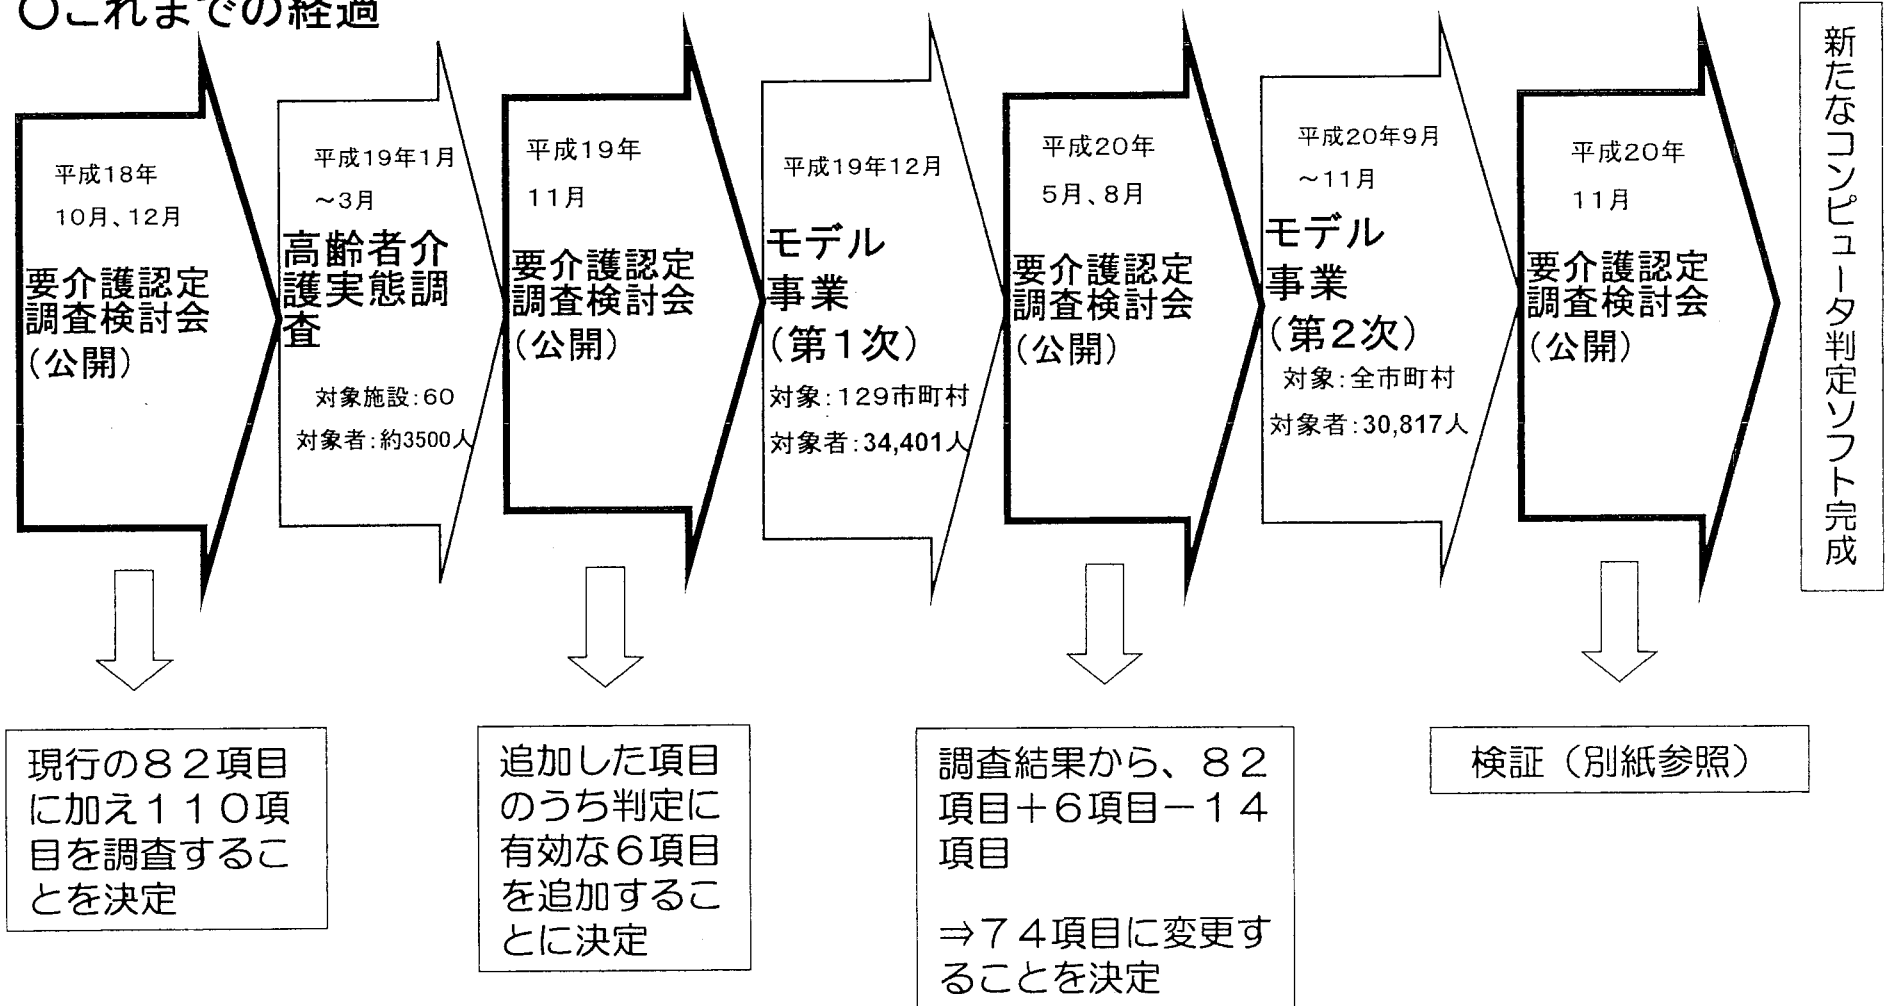 ○これまでの経過
平成18年
10月、12月
要介護認定
調査検討会
(公開)
平成19年1月
～3月
高齢者介
護実態調
査
対象施設:60
対象者:約3500人
平成19年
11月
要介護認定
調査検討会
(公開)
平成19年12月
モデル
事業
(第1次)
対象:129市町村
対象者:34,401人
平成20年
5月、8月
要介護認定
調査検討会
(公開)
平成20年9月
～11月
モデル
事業
(第2次)
対象:全市町村
対象者:30,817人
平成20年
11月
要介護認定
調査検討会
(公開)
新たなコンピュータ判定ソフト完成
現行の82項目
に加え110項
目を調査するこ
とを決定
追加した項目
のうち判定に
有効な6項目
を追加するこ
とに決定
調査結果から、82
項目+6項目-14
項目
⇒74項目に変更す
ることを決定
検証(別紙参照)